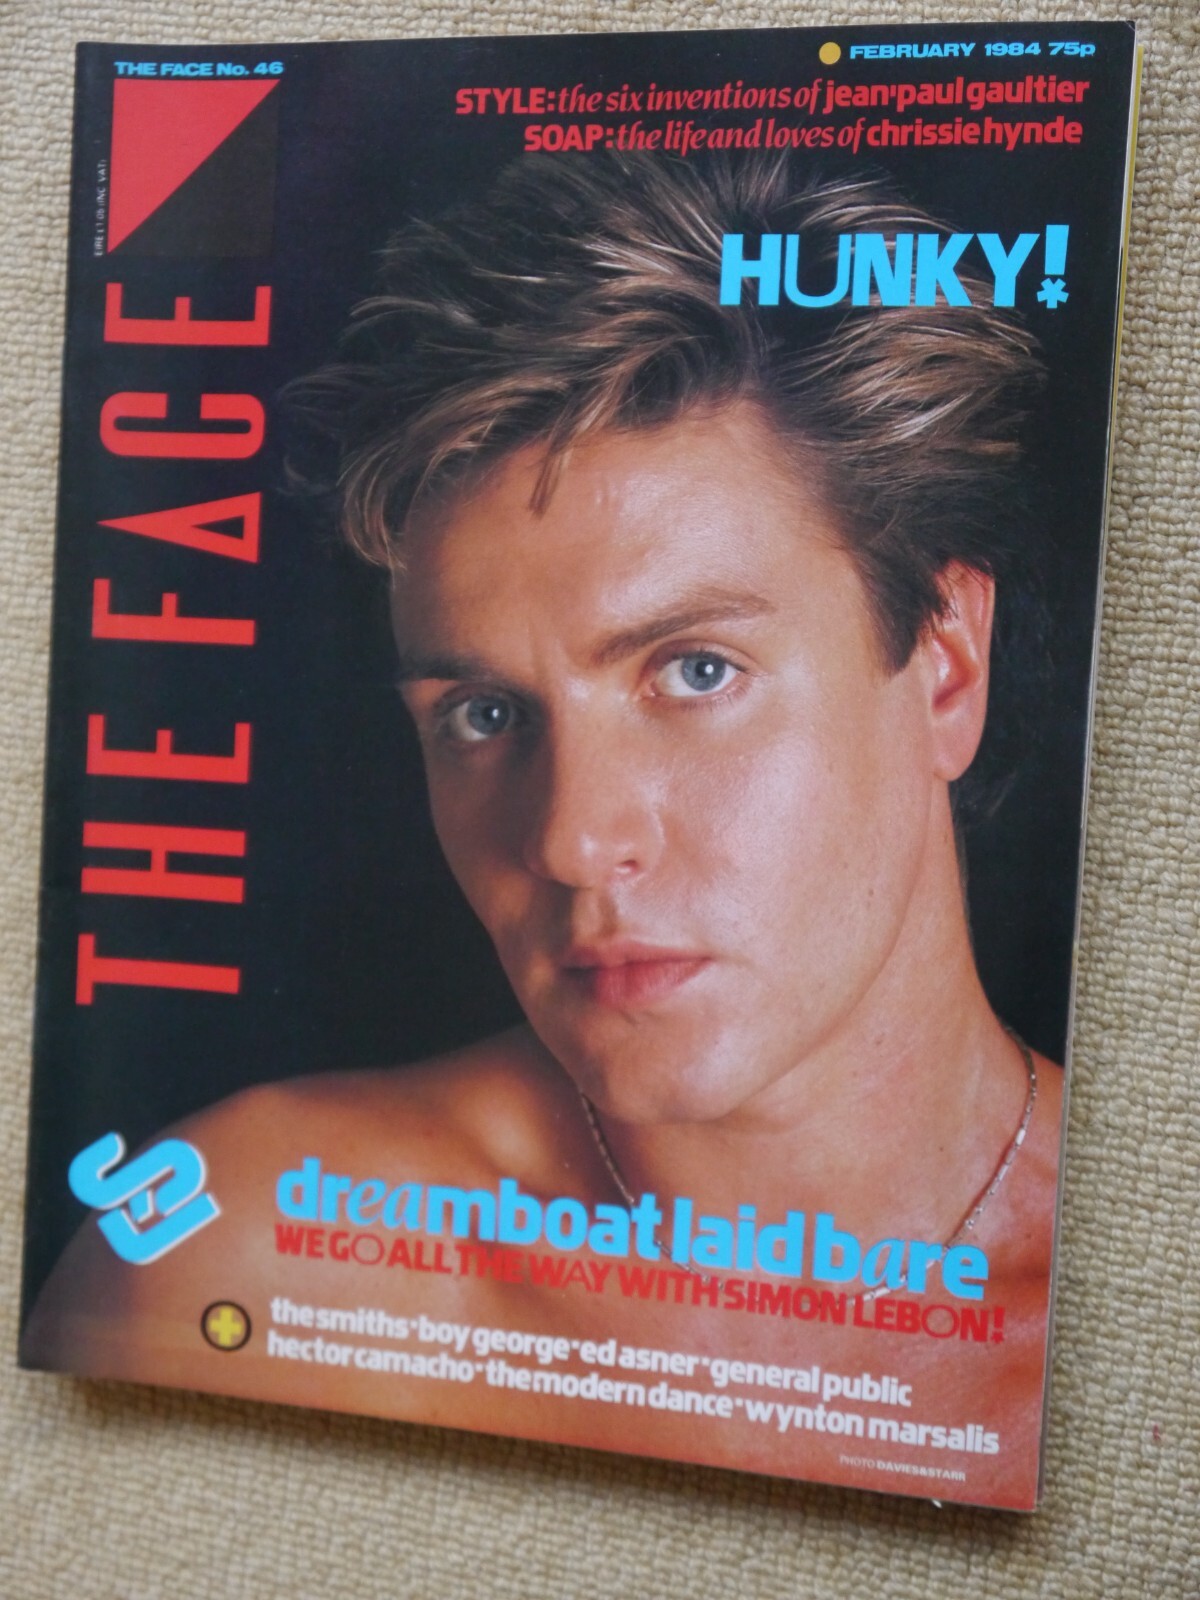 THE FACE No. 46
FEBRUARY 1984 75p
STYLE: the six inventions of jean-paul gaultier
SOAP: the life and loves of chrissie hynde
HUNKY!
THE FACE
dreamboat laid bare
WE GO ALL THE WAY WITH SIMON LEBON!
the smiths·boy george·ed asner·general public
hector camacho·the modern dance·wynton marsalis
PHOTO DAVIES&STARR